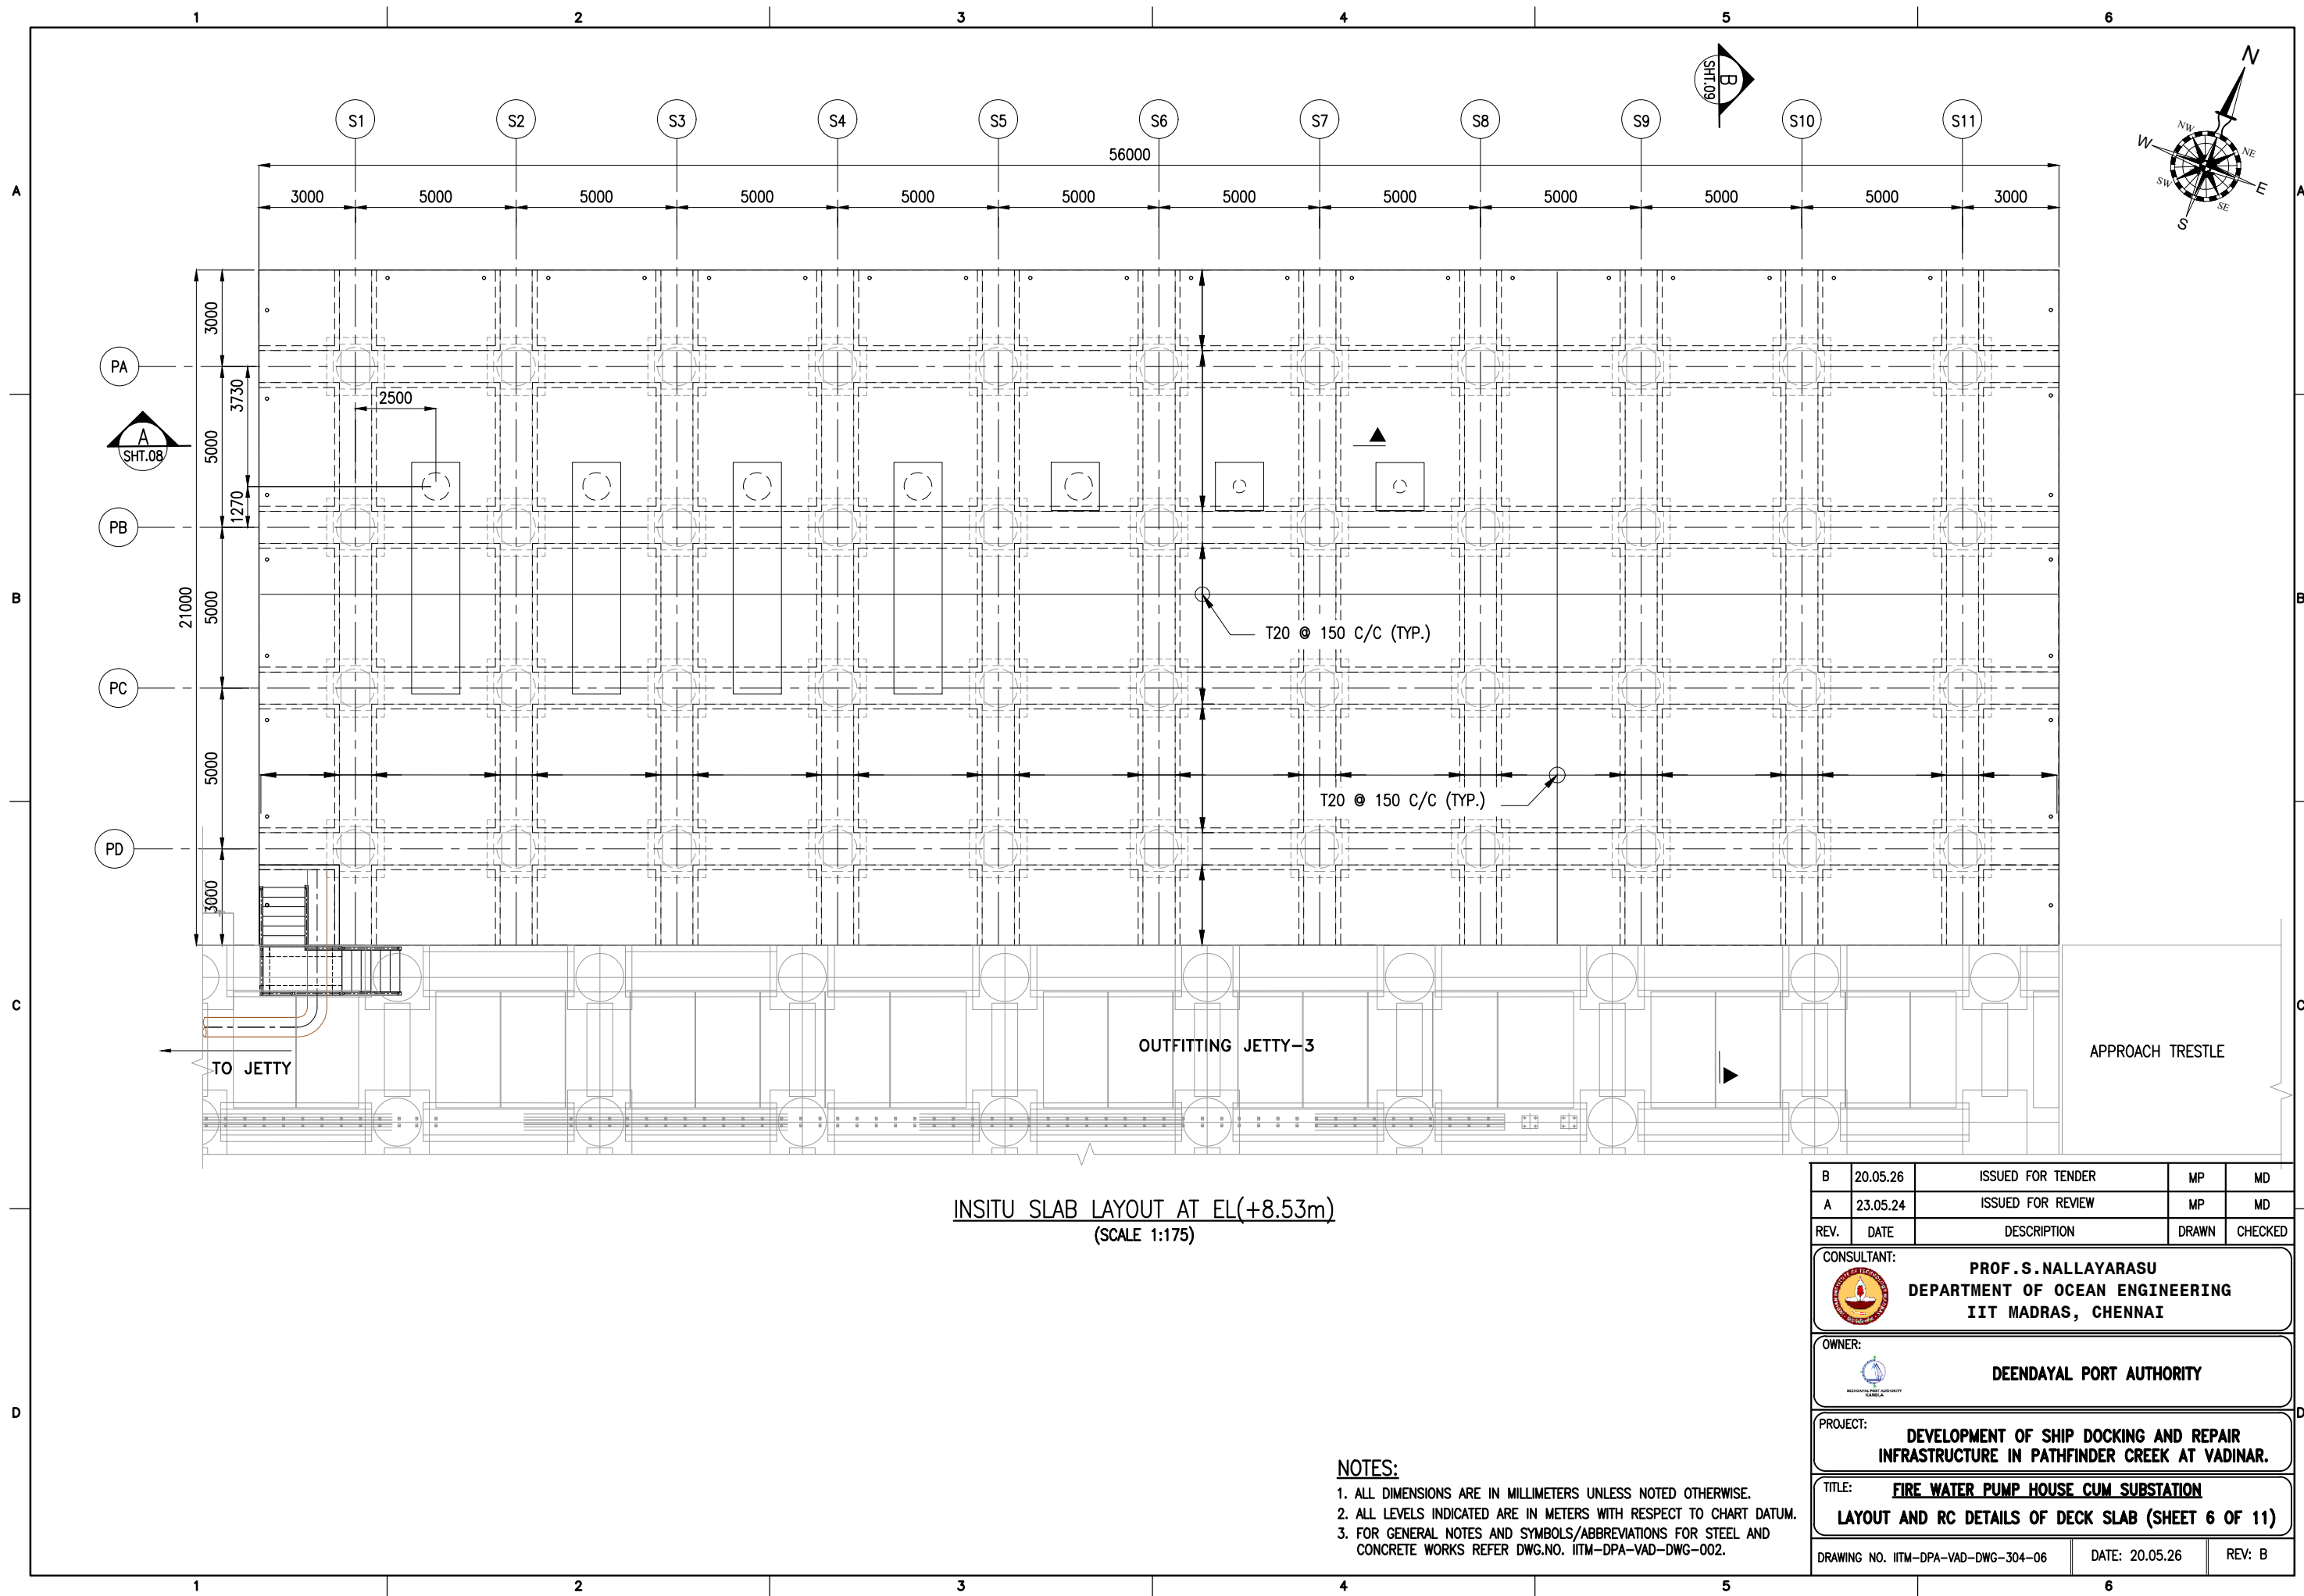 1 2 3 4 5 6
N
NW NE
W E
SW SE
S
B
SHT.09
S1 S2 S3 S4 S5 S6 S7 S8 S9 S10 S11
56000
3000 5000 5000 5000 5000 5000 5000 5000 5000 5000 5000 3000
A A
3000
PA
3730
2500
A
SHT.08
5000
1270
PB
21000
5000
B B
T20 @ 150 C/C (TYP.)
PC
5000
T20 @ 150 C/C (TYP.)
PD
3000
C C
OUTFITTING JETTY-3
APPROACH TRESTLE
TO JETTY
INSITU SLAB LAYOUT AT EL(+8.53m)
(SCALE 1:175)
B 20.05.26 ISSUED FOR TENDER MP MD
A 23.05.24 ISSUED FOR REVIEW MP MD
REV. DATE DESCRIPTION DRAWN CHECKED
CONSULTANT:
PROF.S.NALLAYARASU
DEPARTMENT OF OCEAN ENGINEERING
IIT MADRAS, CHENNAI
OWNER:
DEENDAYAL PORT AUTHORITY
KANDLA
DEENDAYAL PORT AUTHORITY
D D
PROJECT:
DEVELOPMENT OF SHIP DOCKING AND REPAIR
INFRASTRUCTURE IN PATHFINDER CREEK AT VADINAR.
NOTES:
1. ALL DIMENSIONS ARE IN MILLIMETERS UNLESS NOTED OTHERWISE.
2. ALL LEVELS INDICATED ARE IN METERS WITH RESPECT TO CHART DATUM.
3. FOR GENERAL NOTES AND SYMBOLS/ABBREVIATIONS FOR STEEL AND
CONCRETE WORKS REFER DWG.NO. IITM-DPA-VAD-DWG-002.
TITLE: FIRE WATER PUMP HOUSE CUM SUBSTATION
LAYOUT AND RC DETAILS OF DECK SLAB (SHEET 6 OF 11)
DRAWING NO. IITM-DPA-VAD-DWG-304-06 DATE: 20.05.26 REV: B
1 2 3 4 5 6